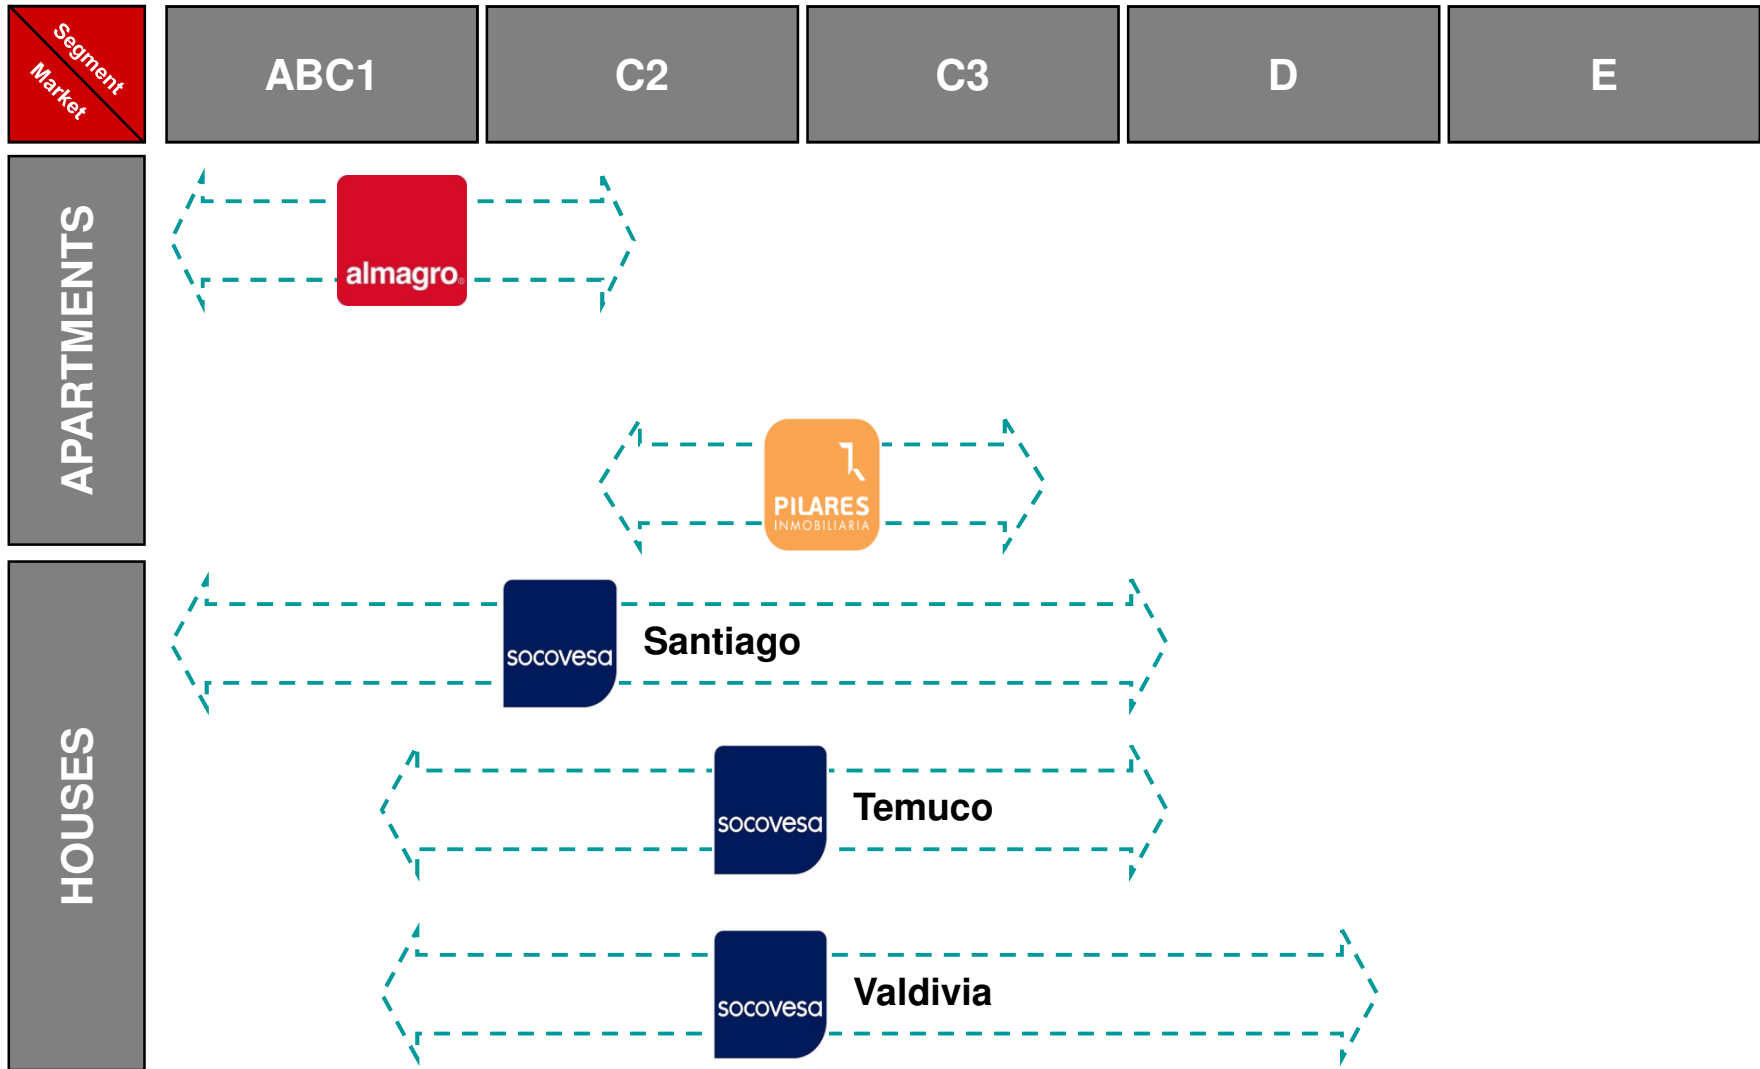 Segment
Market
ABC1
C2
C3
D
E
APARTMENTS
almagro®
PILARES
INMOBILIARIA
HOUSES
socovesa
Santiago
socovesa
Temuco
socovesa
Valdivia